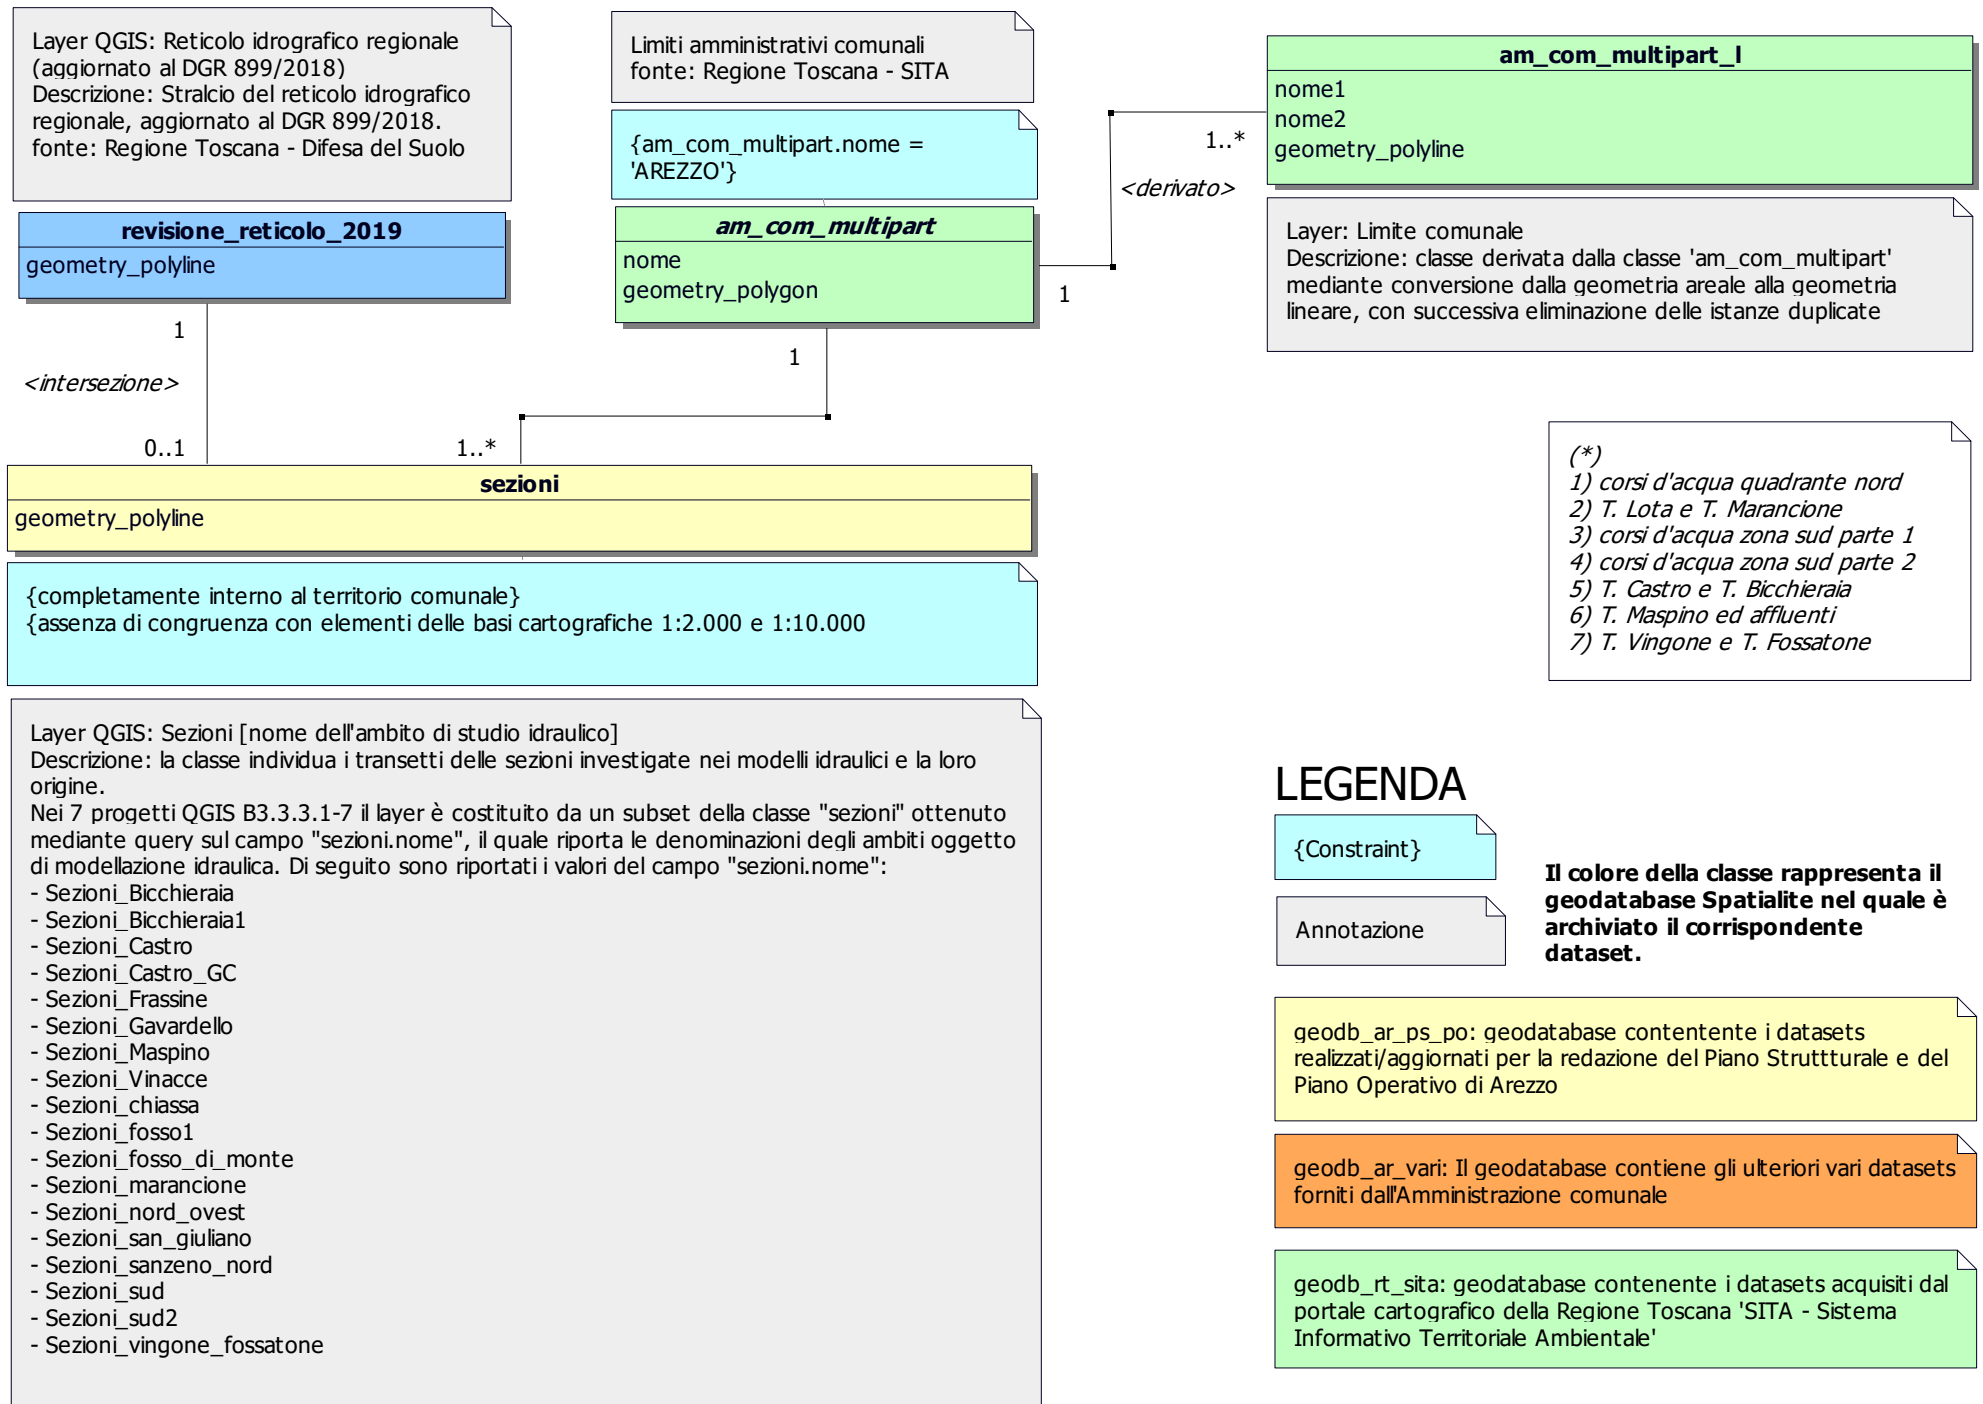 Layer QGIS: Reticolo idrografico regionale
(aggiornato al DGR 899/2018)
Descrizione: Stralcio del reticolo idrografico
regionale, aggiornato al DGR 899/2018.
fonte: Regione Toscana - Difesa del Suolo
Limiti amministrativi comunali
fonte: Regione Toscana - SITA
{am_com_multipart.nome =
'AREZZO'}
am_com_multipart_l
nome1
nome2
geometry_polyline
1..*
<derivato>
revisione_reticolo_2019
geometry_polyline
am_com_multipart
nome
geometry_polygon
1
Layer: Limite comunale
Descrizione: classe derivata dalla classe 'am_com_multipart'
mediante conversione dalla geometria areale alla geometria
lineare, con successiva eliminazione delle istanze duplicate
1
<intersezione>
0..1
1
1..*
sezioni
geometry_polyline
{completamente interno al territorio comunale}
{assenza di congruenza con elementi delle basi cartografiche 1:2.000 e 1:10.000
(*)
1) corsi d'acqua quadrante nord
2) T. Lota e T. Marancione
3) corsi d'acqua zona sud parte 1
4) corsi d'acqua zona sud parte 2
5) T. Castro e T. Bicchieraia
6) T. Maspino ed affluenti
7) T. Vingone e T. Fossatone
Layer QGIS: Sezioni [nome dell'ambito di studio idraulico]
Descrizione: la classe individua i transetti delle sezioni investigate nei modelli idraulici e la loro
origine.
Nei 7 progetti QGIS B3.3.3.1-7 il layer è costituito da un subset della classe "sezioni" ottenuto
mediante query sul campo "sezioni.nome", il quale riporta le denominazioni degli ambiti oggetto
di modellazione idraulica. Di seguito sono riportati i valori del campo "sezioni.nome":
- Sezioni_Bicchieraia
- Sezioni_Bicchieraia1
- Sezioni_Castro
- Sezioni_Castro_GC
- Sezioni_Frassine
- Sezioni_Gavardello
- Sezioni_Maspino
- Sezioni_Vinacce
- Sezioni_chiassa
- Sezioni_fosso1
- Sezioni_fosso_di_monte
- Sezioni_marancione
- Sezioni_nord_ovest
- Sezioni_san_giuliano
- Sezioni_sanzeno_nord
- Sezioni_sud
- Sezioni_sud2
- Sezioni_vingone_fossatone
LEGENDA
{Constraint}
Annotazione
Il colore della classe rappresenta il
geodatabase Spatialite nel quale è
archiviato il corrispondente
dataset.
geodb_ar_ps_po: geodatabase contentente i datasets
realizzati/aggiornati per la redazione del Piano Struttturale e del
Piano Operativo di Arezzo
geodb_ar_vari: Il geodatabase contiene gli ulteriori vari datasets
forniti dall'Amministrazione comunale
geodb_rt_sita: geodatabase contenente i datasets acquisiti dal
portale cartografico della Regione Toscana 'SITA - Sistema
Informativo Territoriale Ambientale'